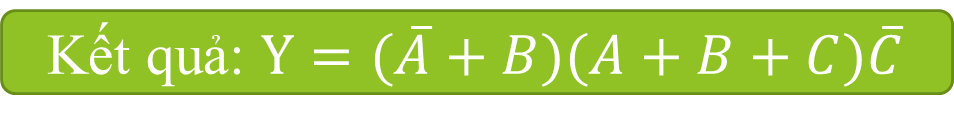 Kết quả: Y = (A̅ + B)(A + B + C)C̅